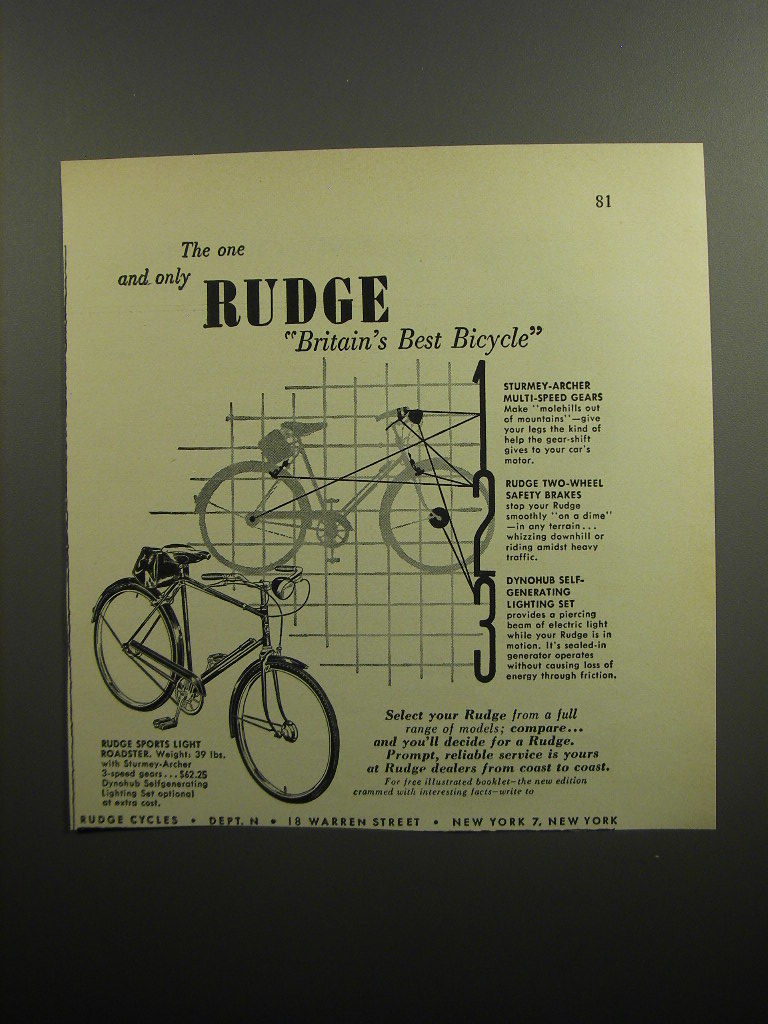 81
The one
and only
RUDGE
"Britain's Best Bicycle"
1
STURMEY-ARCHER
MULTI-SPEED GEARS
Make "molehills out
of mountains"—give
your legs the kind of
help the gear-shift
gives to your car's
motor.
2
RUDGE TWO-WHEEL
SAFETY BRAKES
stop your Rudge
smoothly "on a dime"
—in any terrain...
whizzing downhill or
riding amidst heavy
traffic.
3
DYNOHUB SELF-
GENERATING
LIGHTING SET
provides a piercing
beam of electric light
while your Rudge is in
motion. It's sealed-in
generator operates
without causing loss of
energy through friction.
RUDGE SPORTS LIGHT
ROADSTER. Weight: 39 lbs.
with Sturmey-Archer
3-speed gears...$62.25
Dynohub Selfgenerating
Lighting Set optional
at extra cost.
Select your Rudge from a full
range of models; compare...
and you'll decide for a Rudge.
Prompt, reliable service is yours
at Rudge dealers from coast to coast.
For free illustrated booklet—the new edition
crammed with interesting facts—write to
RUDGE CYCLES • DEPT. N • 18 WARREN STREET • NEW YORK 7, NEW YORK